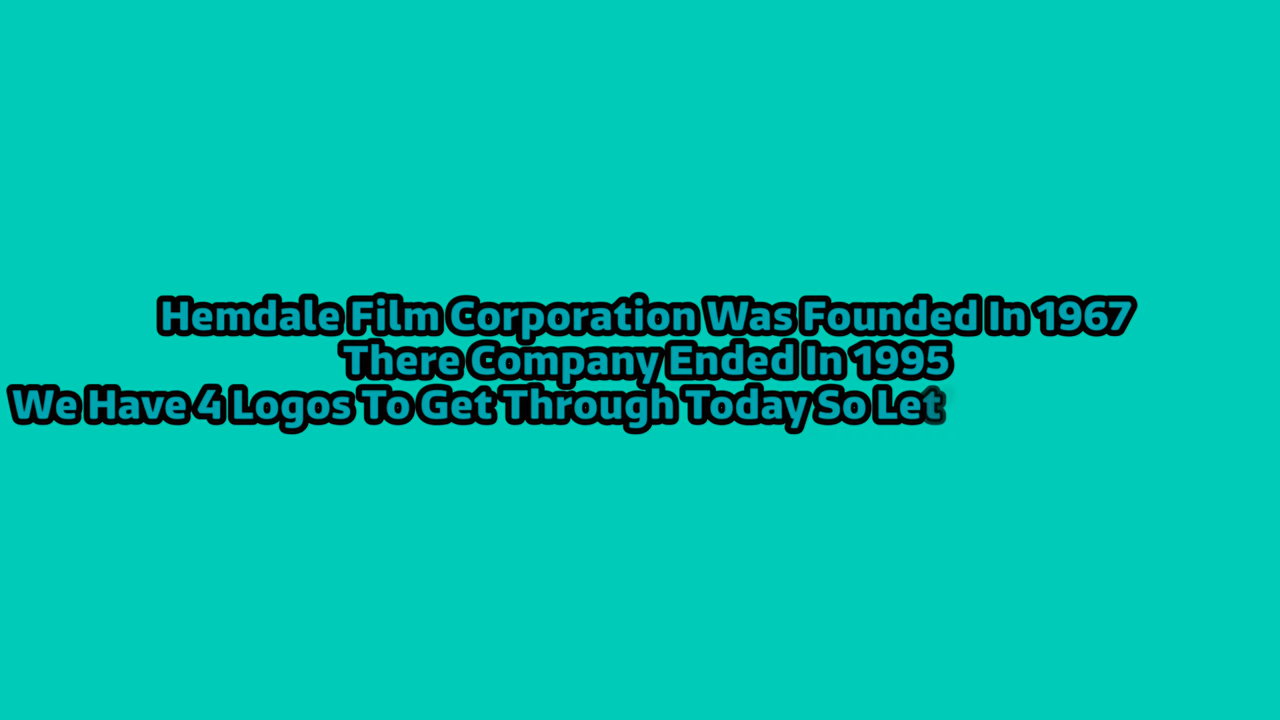 Hemdale Film Corporation Was Founded In 1967
There Company Ended In 1995
We Have 4 Logos To Get Through Today So Let